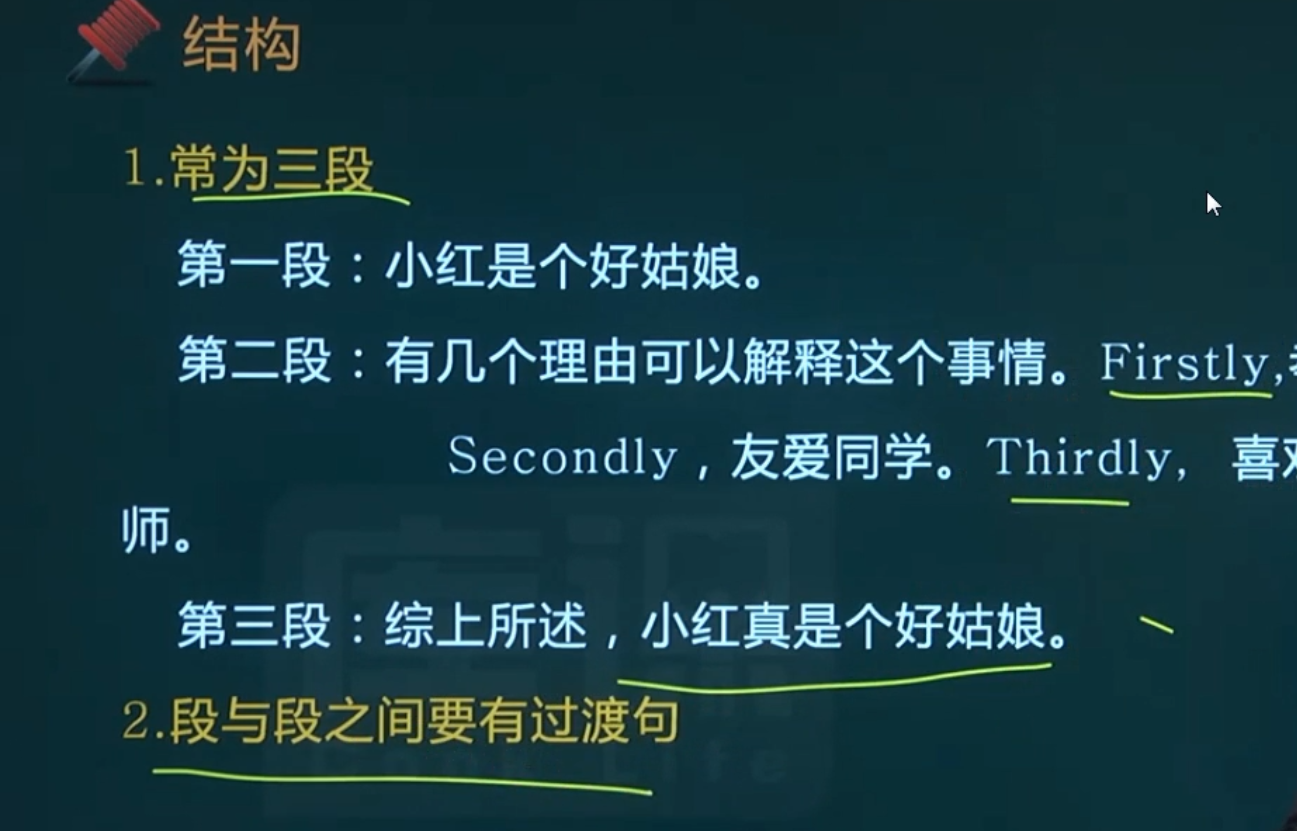 结构
1.常为三段
第一段：小红是个好姑娘。
第二段：有几个理由可以解释这个事情。Firstly,
Secondly，友爱同学。Thirdly，喜
师。
第三段：综上所述，小红真是个好姑娘。
2.段与段之间要有过渡句